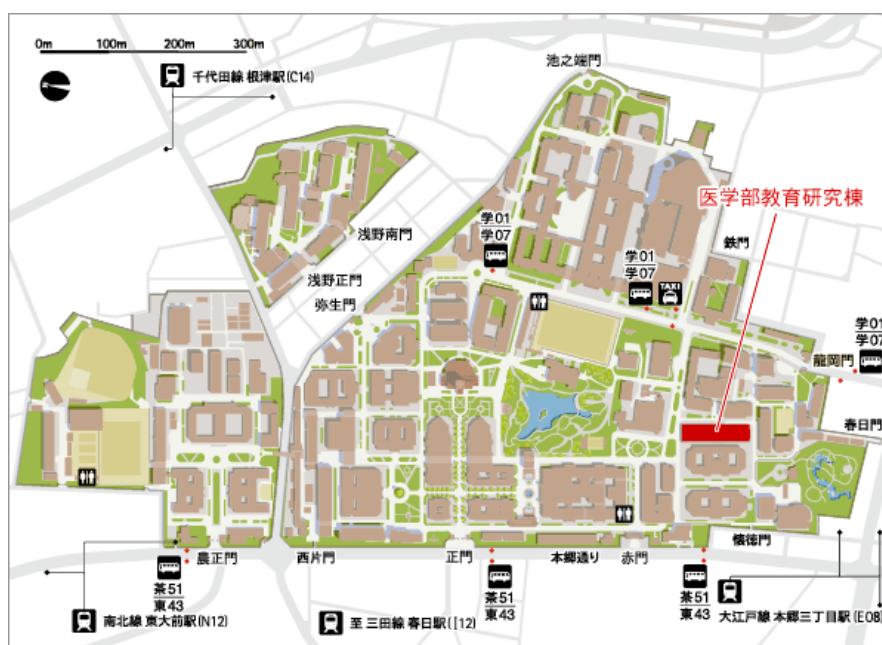 0m 100m 200m 300m
千代田線 根津駅(C14)
池之端門
医学部教育研究棟
浅野南門
学01
学07
鉄門
浅野正門
学01
学07
TAXI
弥生門
学01
学07
龍岡門
春日門
農正門
西片門
正門
本郷通り
赤門
懐徳門
茶51
東43
茶51
東43
茶51
東43
南北線 東大前駅(N12)
至 三田線 春日駅(I12)
大江戸線 本郷三丁目駅(E08)